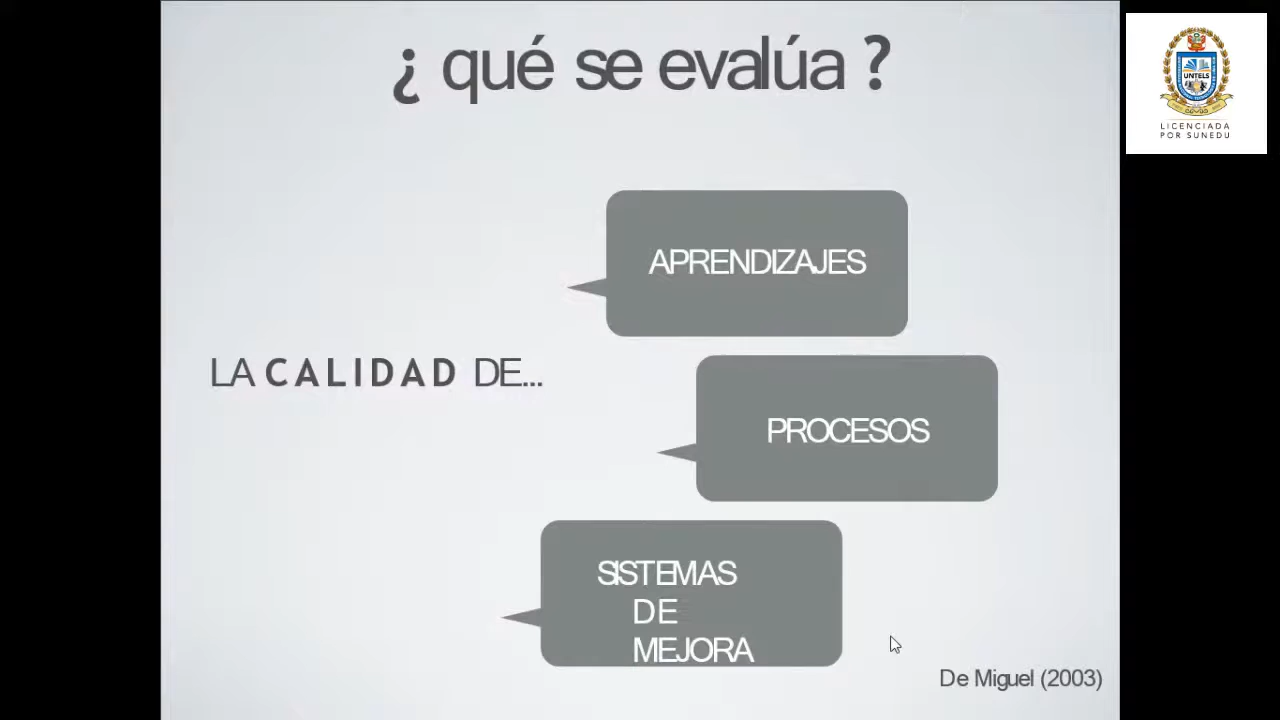 ¿ qué se evalúa ?
UNTELS
LICENCIADA
POR SUNEDU
APRENDIZAJES
LA CALIDAD DE...
PROCESOS
SISTEMAS
DE
MEJORA
De Miguel (2003)